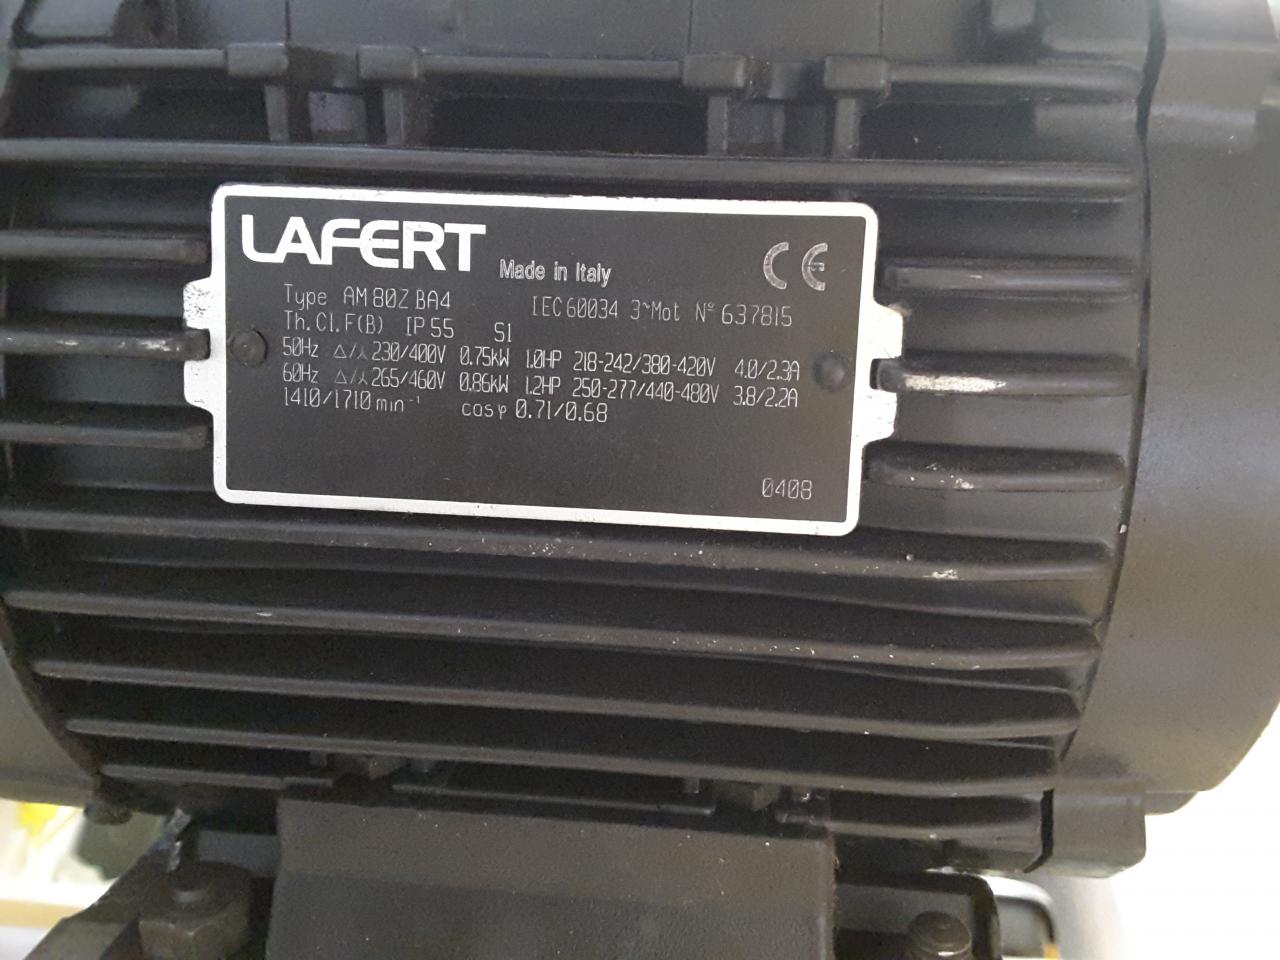 LAFERT Made in Italy CE
Type AM 80Z BA4 IEC 60034 3~Mot N° 637815
Th.Cl.F(B) IP 55 S1
50Hz △/⅄ 230/400V 0.75kW 1.0HP 218-242/380-420V 4.0/2.3A
60Hz △/⅄ 265/460V 0.86kW 1.2HP 250-277/440-480V 3.8/2.2A
1410/1710 min⁻¹ cosφ 0.71/0.68
0408